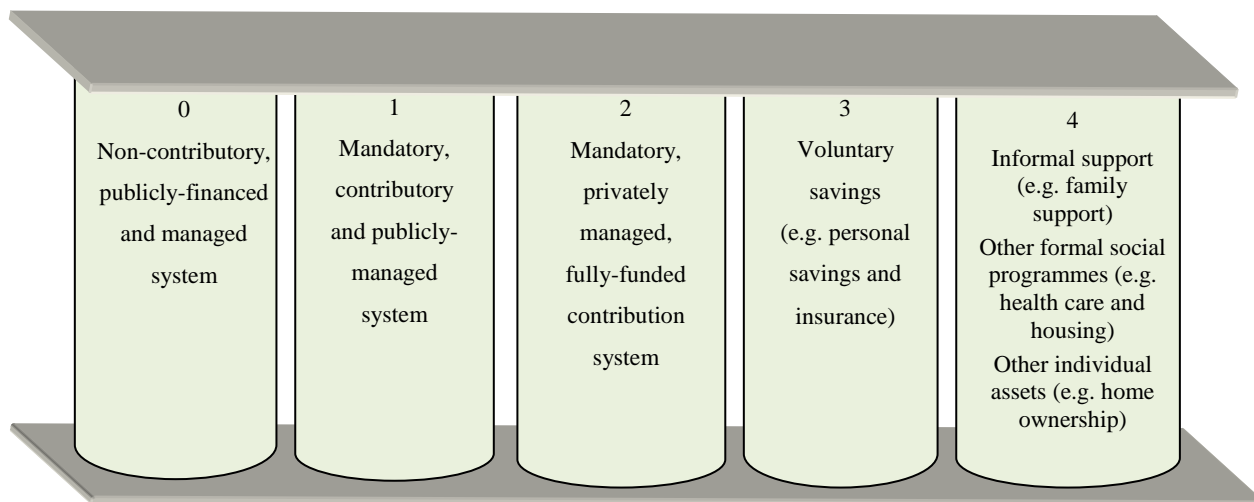 0
Non-contributory,
publicly-financed
and managed
system
1
Mandatory,
contributory
and publicly-
managed
system
2
Mandatory,
privately
managed,
fully-funded
contribution
system
3
Voluntary
savings
(e.g. personal
savings and
insurance)
4
Informal support
(e.g. family
support)
Other formal social
programmes (e.g.
health care and
housing)
Other individual
assets (e.g. home
ownership)